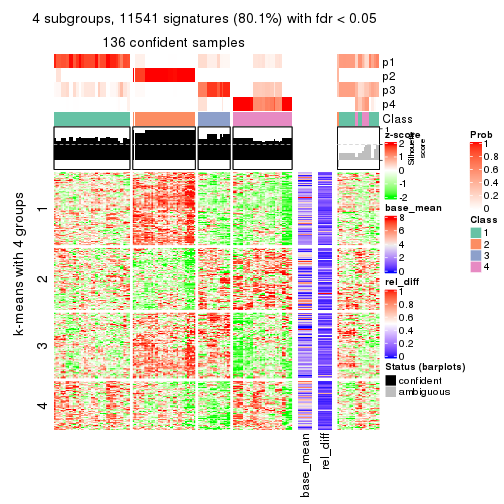 4 subgroups, 11541 signatures (80.1%) with fdr < 0.05
136 confident samples
p1
p2
p3
p4
Class
1
Silhouette score
k-means with 4 groups
1
2
3
4
base_mean
rel_diff
z-score
2
1
0
-1
-2
base_mean
8
6
4
2
0
rel_diff
1
0.8
0.6
0.4
0.2
0
Status (barplots)
confident
ambiguous
Prob
1
0.8
0.6
0.4
0.2
0
Class
1
2
3
4